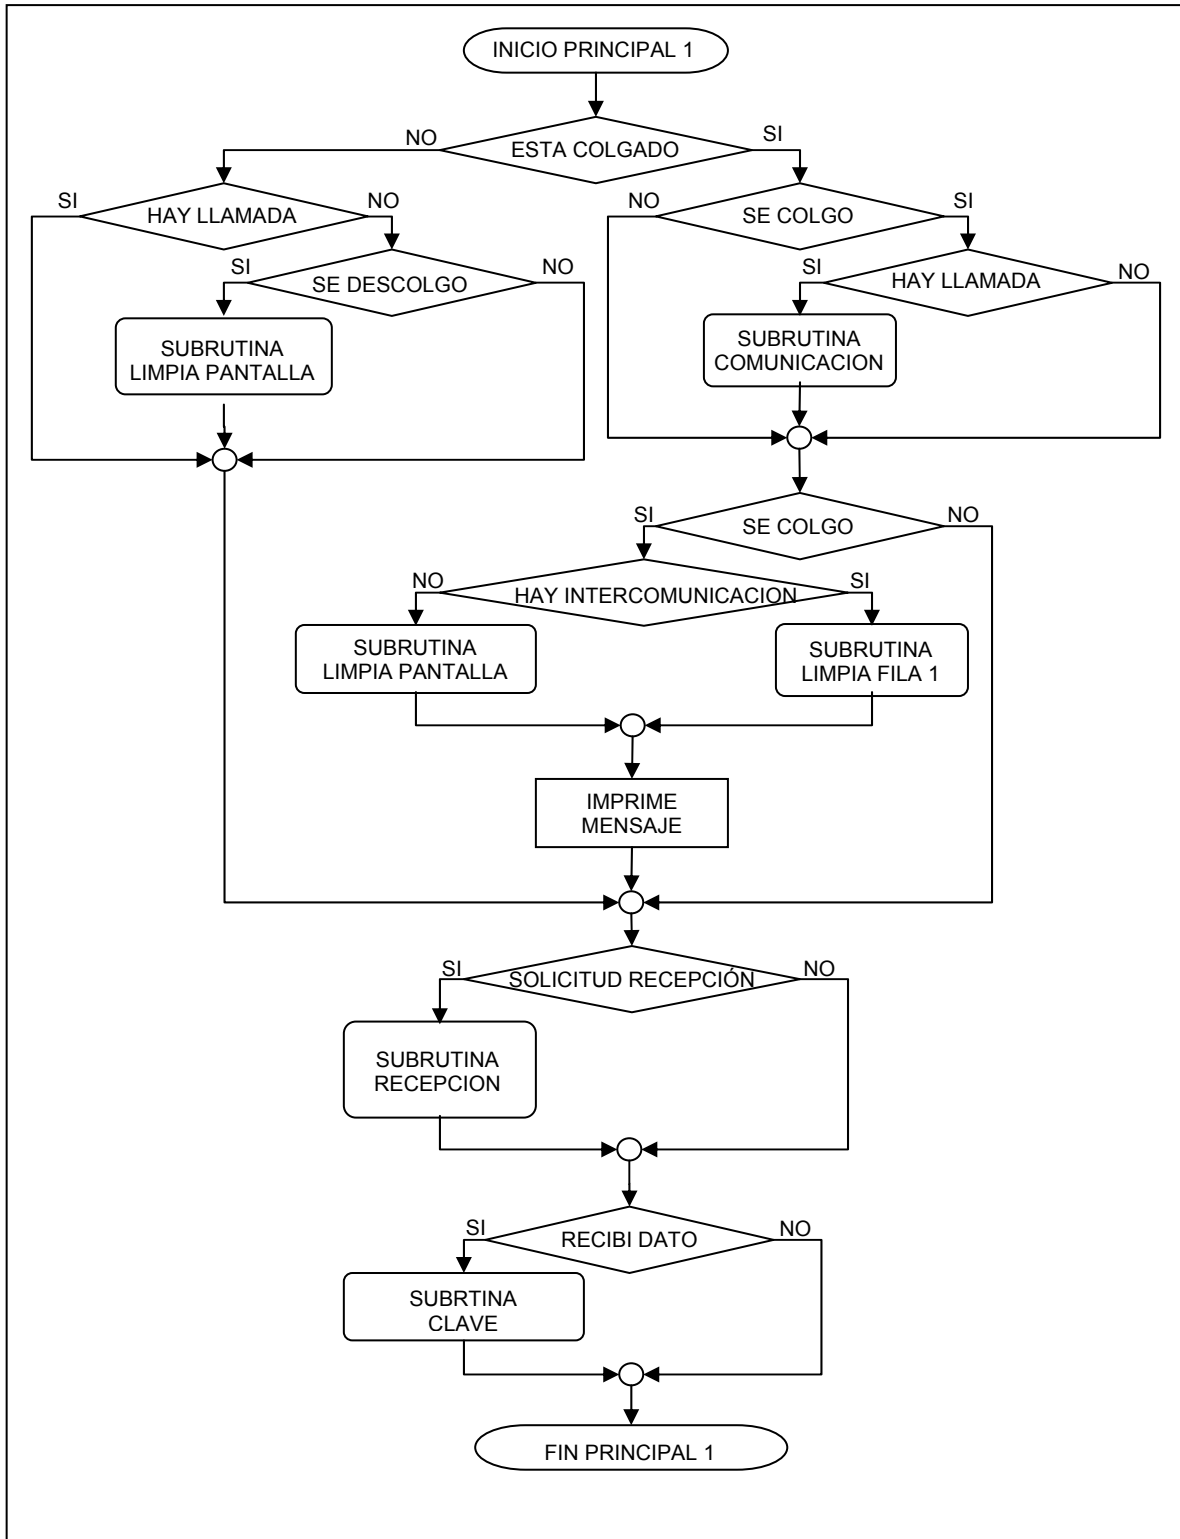 INICIO PRINCIPAL 1
NO
ESTA COLGADO
SI
SI
HAY LLAMADA
NO
NO
SE COLGO
SI
SI
SE DESCOLGO
NO
SI
HAY LLAMADA
NO
SUBRUTINA
LIMPIA PANTALLA
SUBRUTINA
COMUNICACION
SI
SE COLGO
NO
NO
HAY INTERCOMUNICACION
SI
SUBRUTINA
LIMPIA PANTALLA
SUBRUTINA
LIMPIA FILA 1
IMPRIME
MENSAJE
SI
SOLICITUD RECEPCIÓN
NO
SUBRUTINA
RECEPCION
SI
RECIBI DATO
NO
SUBRTINA
CLAVE
FIN PRINCIPAL 1